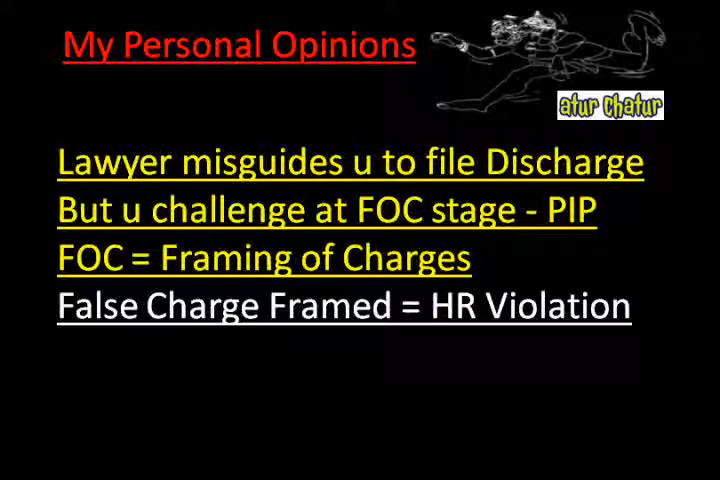 My Personal Opinions
atur chatur
Lawyer misguides u to file Discharge
But u challenge at FOC stage - PIP
FOC = Framing of Charges
False Charge Framed = HR Violation